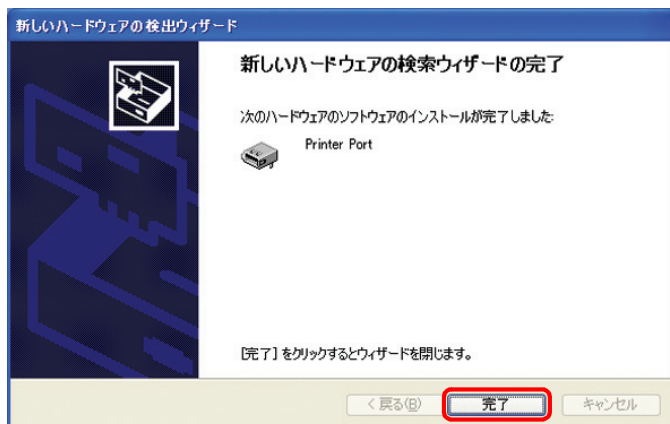 新しいハードウェアの検出ウィザード
新しいハードウェアの検索ウィザードの完了
次のハードウェアのソフトウェアのインストールが完了しました:
Printer Port
[完了] をクリックするとウィザードを閉じます。
< 戻る(B)
完了
キャンセル